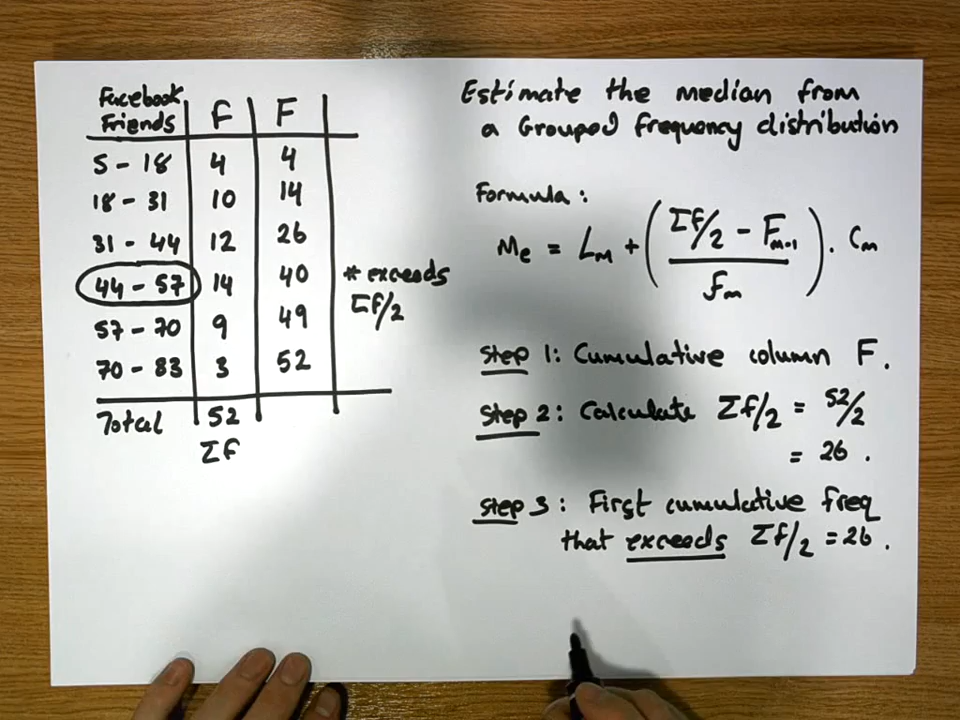 Facebook Friends | F | F |
5 - 18 | 4 | 4
18 - 31 | 10 | 14
31 - 44 | 12 | 26
44 - 57 | 14 | 40 | * exceeds Σf/2
57 - 70 | 9 | 49
70 - 83 | 3 | 52
Total | 52
Σf
Estimate the median from
a Grouped frequency distribution
Formula:
Me = Lm + ( (Σf/2 - Fm-1) / fm ) . Cm
Step 1: Cumulative column F.
Step 2: Calculate Σf/2 = 52/2
= 26.
Step 3: First cumulative freq
that exceeds Σf/2 = 26.